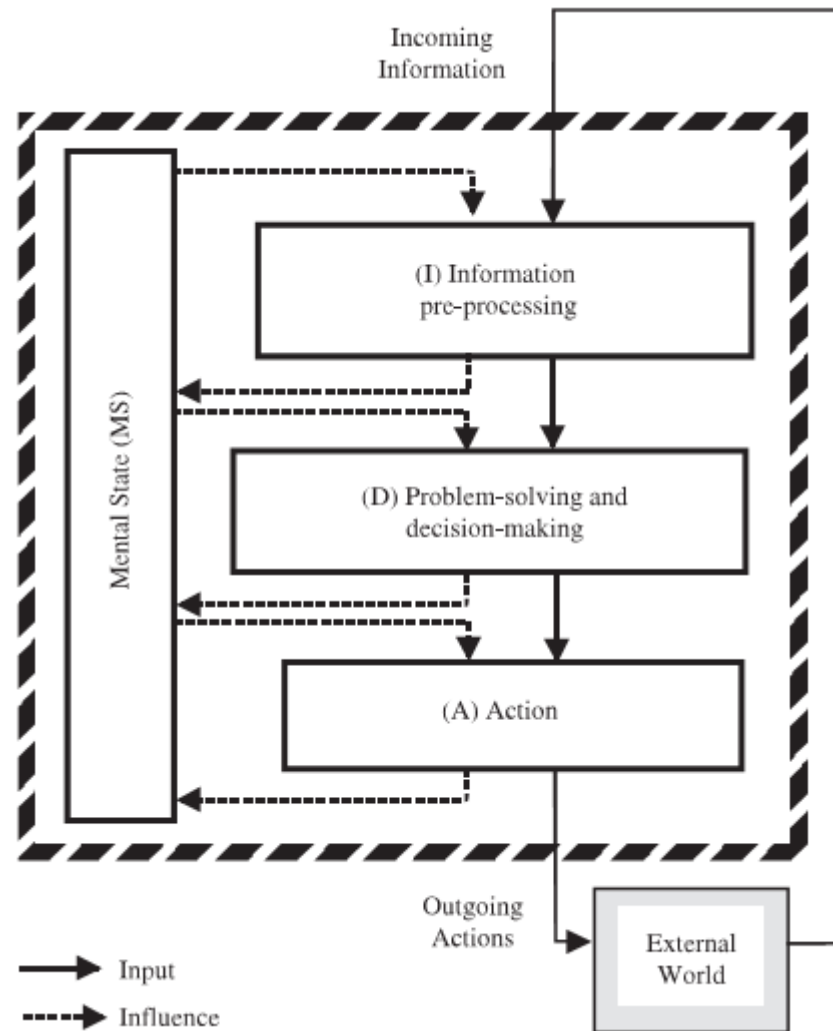 Incoming
Information
(I) Information
pre-processing
Mental State (MS)
(D) Problem-solving and
decision-making
(A) Action
Outgoing
Actions
External
World
Input
Influence